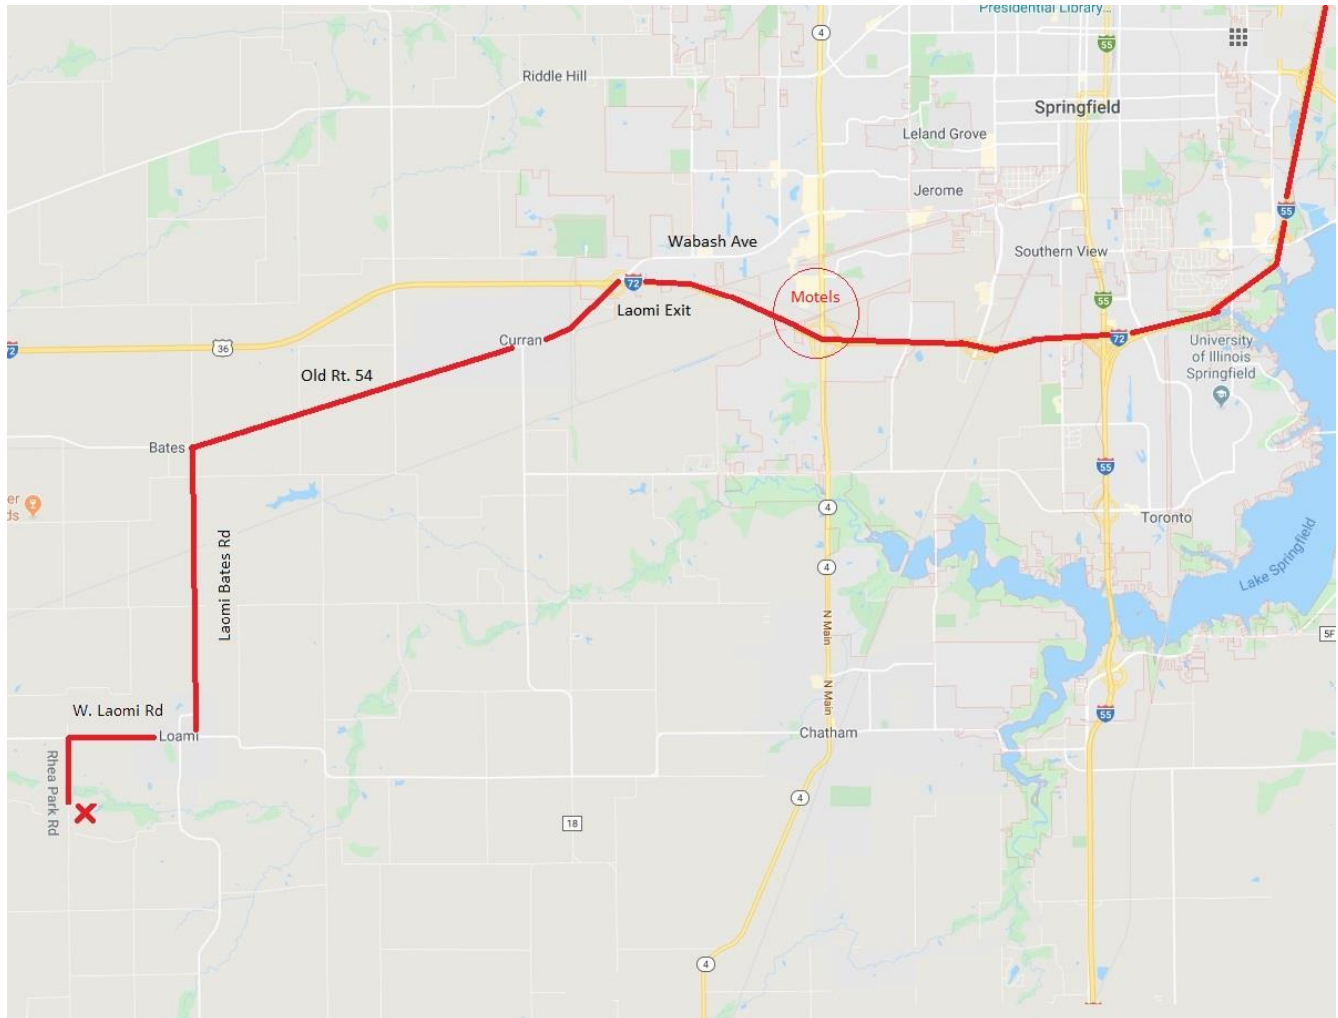 Presidential Library...
4
55
Riddle Hill
Springfield
Leland Grove
Jerome
55
Wabash Ave
Southern View
72
Motels
55
Laomi Exit
72
36
Curran
72
University
of Illinois
Springfield
Old Rt. 54
Bates
55
er
ds
4
Toronto
Laomi Bates Rd
4
Lake Springfield
N Main
5F
N Main
W. Laomi Rd
55
Loami
Chatham
Rhea Park Rd
4
18
4